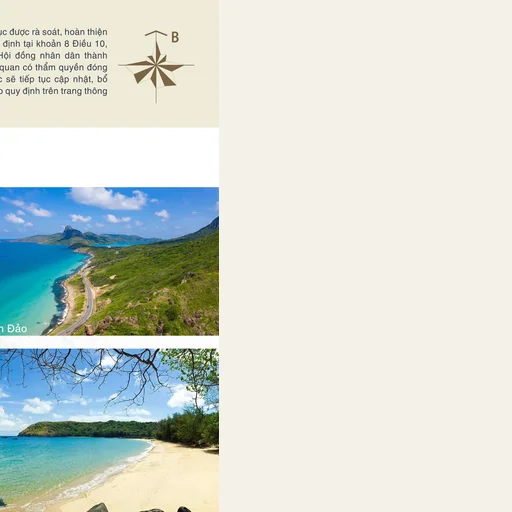 ục được rà soát, hoàn thiện
định tại khoản 8 Điều 10,
Hội đồng nhân dân thành
quan có thẩm quyền đóng
c sẽ tiếp tục cập nhật, bổ
o quy định trên trang thông
B
n Đảo